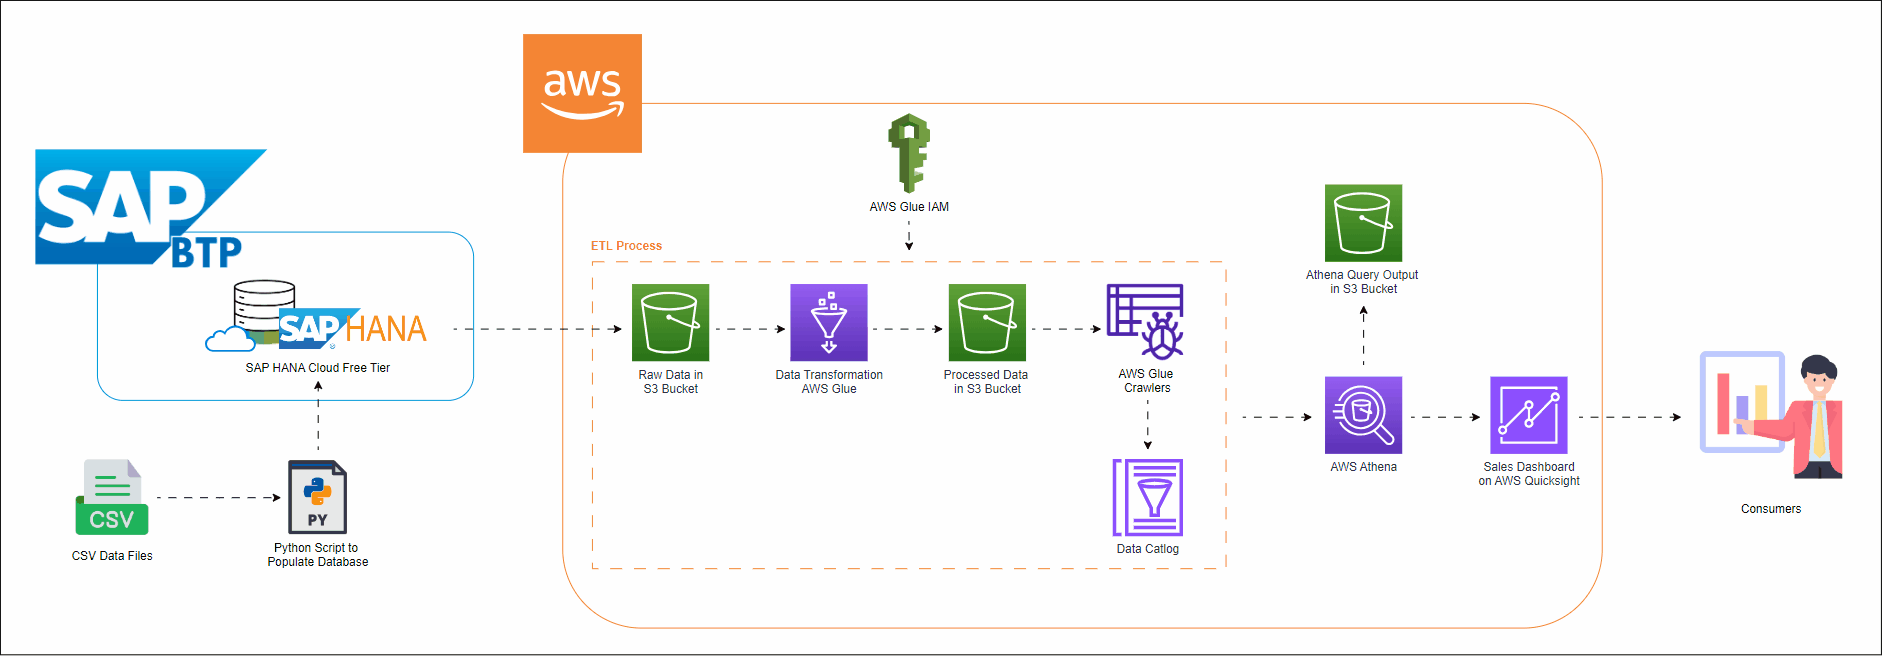 aws
SAP
BTP
SAP HANA
®
SAP HANA Cloud Free Tier
CSV
CSV Data Files
PY
Python Script to
Populate Database
AWS Glue IAM
ETL Process
Raw Data in
S3 Bucket
Data Transformation
AWS Glue
Processed Data
in S3 Bucket
AWS Glue
Crawlers
Data Catlog
Athena Query Output
in S3 Bucket
AWS Athena
Sales Dashboard
on AWS Quicksight
Consumers